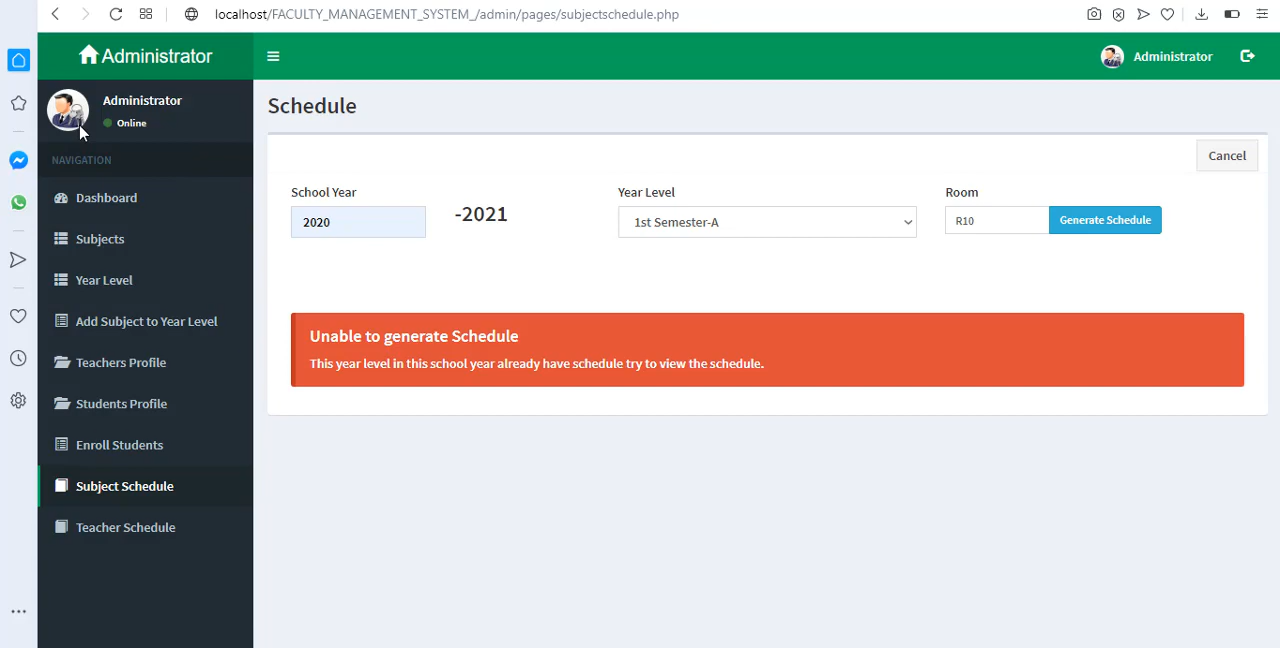 localhost/FACULTY_MANAGEMENT_SYSTEM_/admin/pages/subjectschedule.php
Administrator
Administrator
Administrator
Online
NAVIGATION
Dashboard
Subjects
Year Level
Add Subject to Year Level
Teachers Profile
Students Profile
Enroll Students
Subject Schedule
Teacher Schedule
Schedule
Cancel
School Year
2020
-2021
Year Level
1st Semester-A
Room
R10
Generate Schedule
Unable to generate Schedule
This year level in this school year already have schedule try to view the schedule.